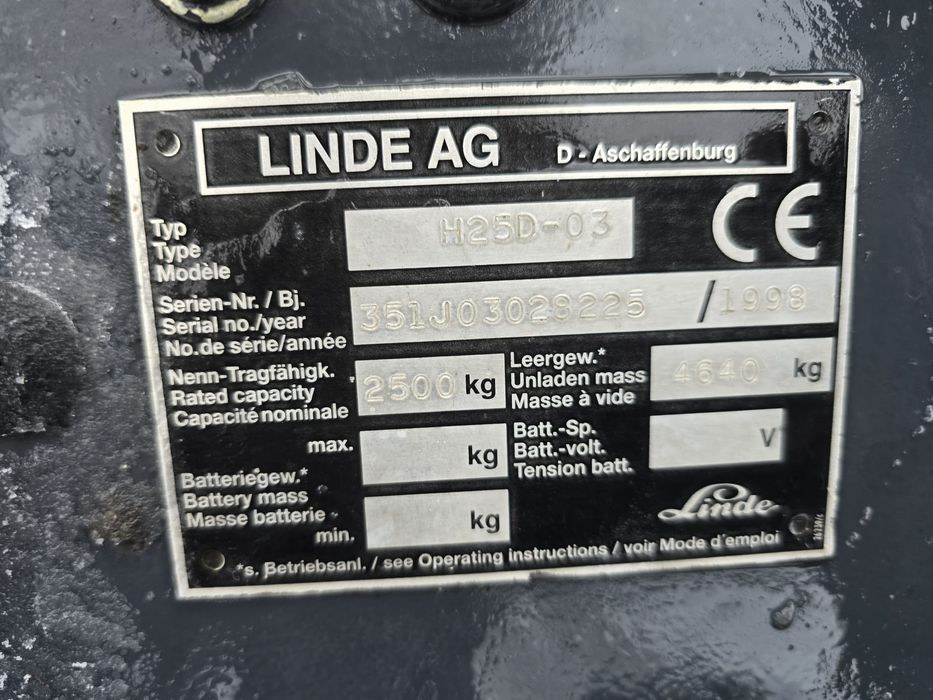 LINDE AG D - Aschaffenburg
CE
Typ
Type
Modèle
H25D-03
Serien-Nr. / Bj.
Serial no./year
No.de série/année
351J03028225 / 1998
Nenn-Tragfähigk.
Rated capacity
Capacité nominale
2500 kg
Leergew.*
Unladen mass
Masse à vide
4640 kg
max. kg
Batteriegew.*
Battery mass
Masse batterie
min. kg
Batt.-Sp.
Batt.-volt.
Tension batt.
V
Linde
*s. Betriebsanl. / see Operating instructions / voir Mode d'emploi